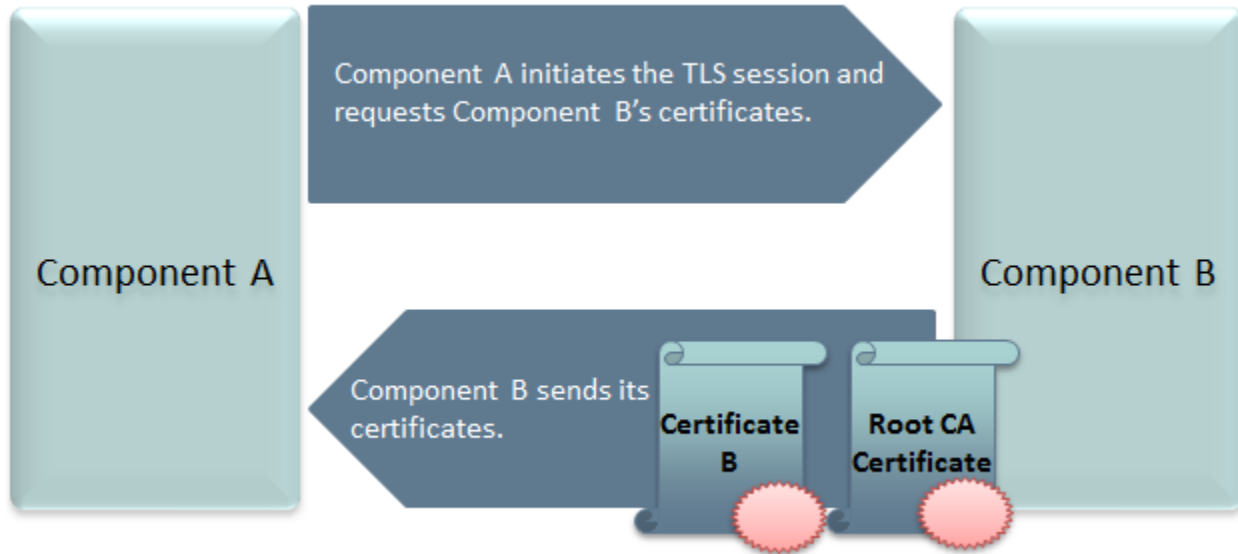 Component A initiates the TLS session and
requests Component B’s certificates.
Component A
Component B
Component B sends its
certificates.
Certificate
B
Root CA
Certificate